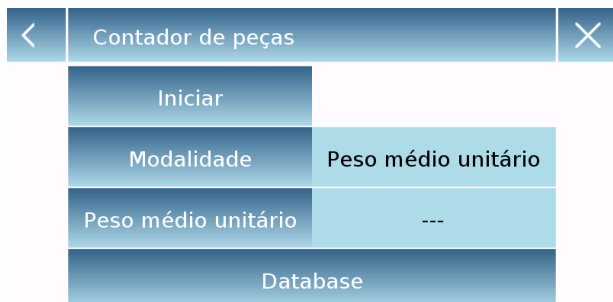 Contador de peças
Iniciar
Modalidade Peso médio unitário
Peso médio unitário ---
Database